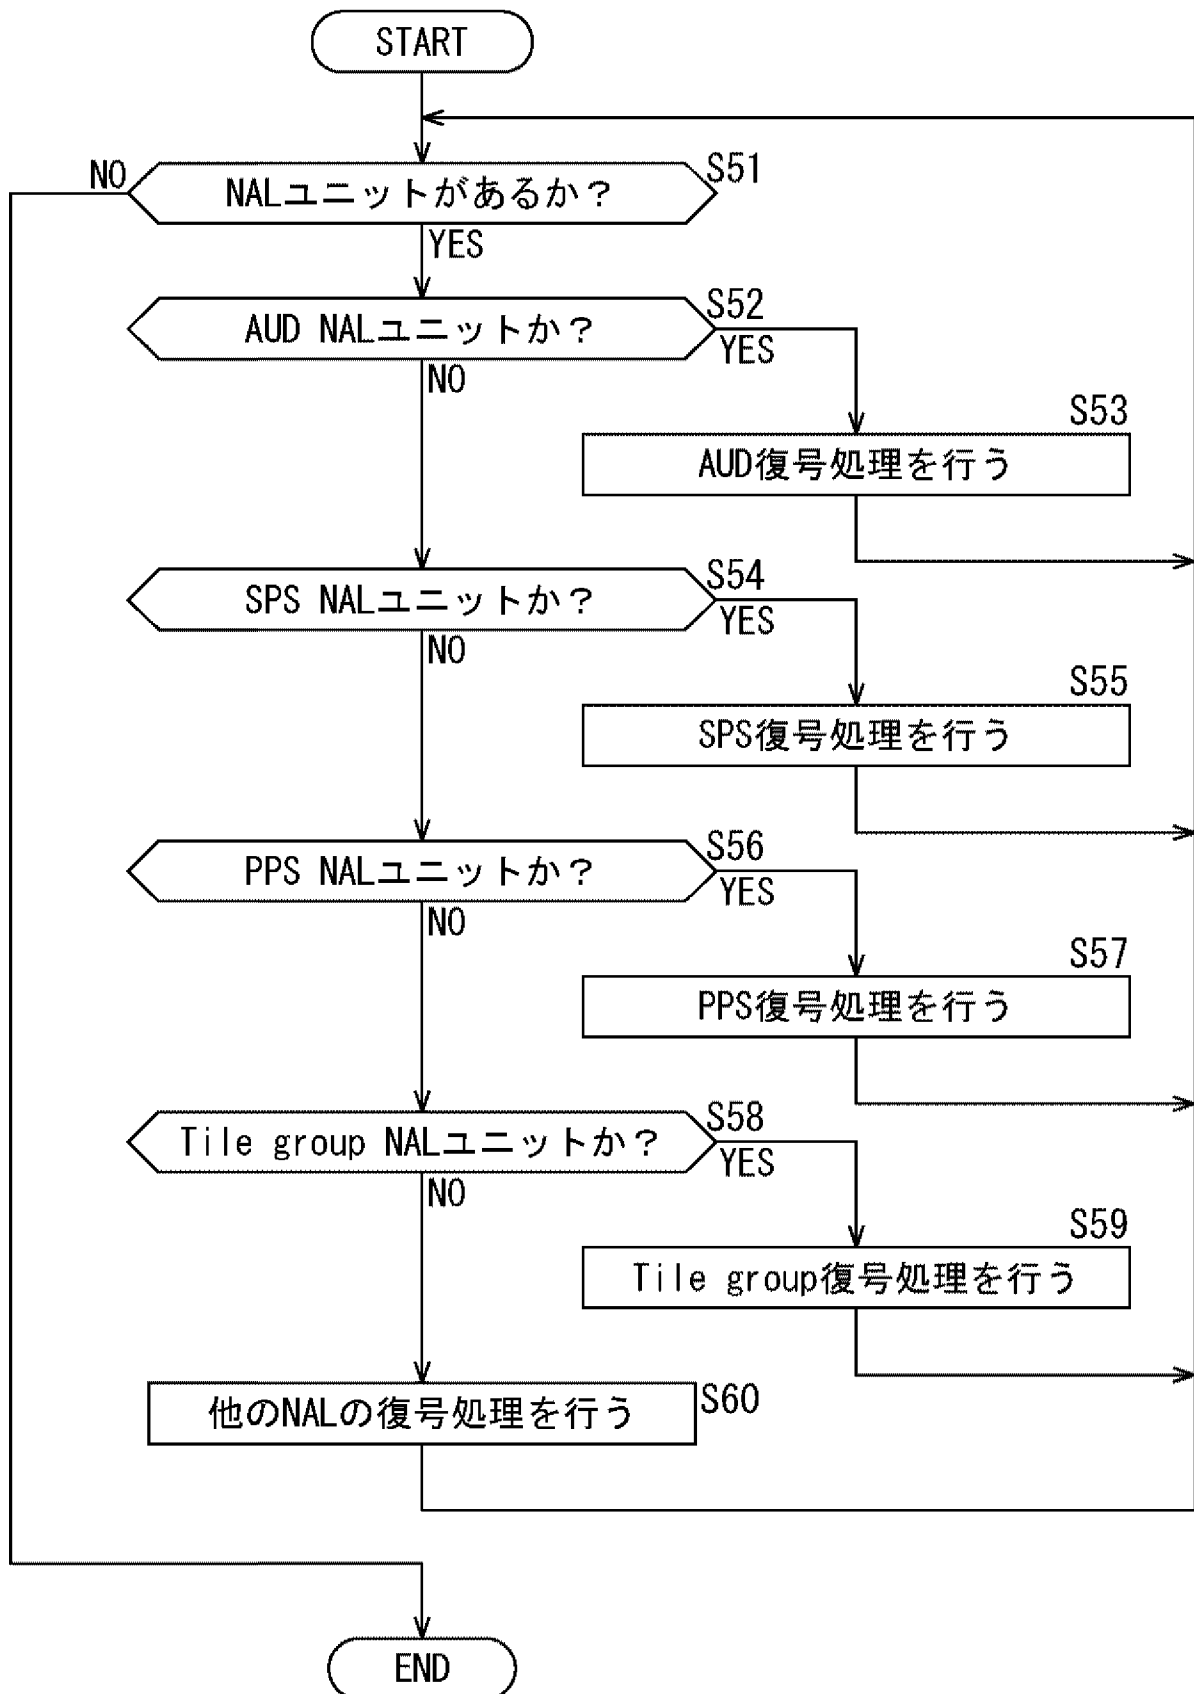 START
NO
NALユニットがあるか？
S51
YES
AUD NALユニットか？
S52
YES
NO
S53
AUD復号処理を行う
SPS NALユニットか？
S54
YES
NO
S55
SPS復号処理を行う
PPS NALユニットか？
S56
YES
NO
S57
PPS復号処理を行う
Tile group NALユニットか？
S58
YES
NO
S59
Tile group復号処理を行う
他のNALの復号処理を行う
S60
END